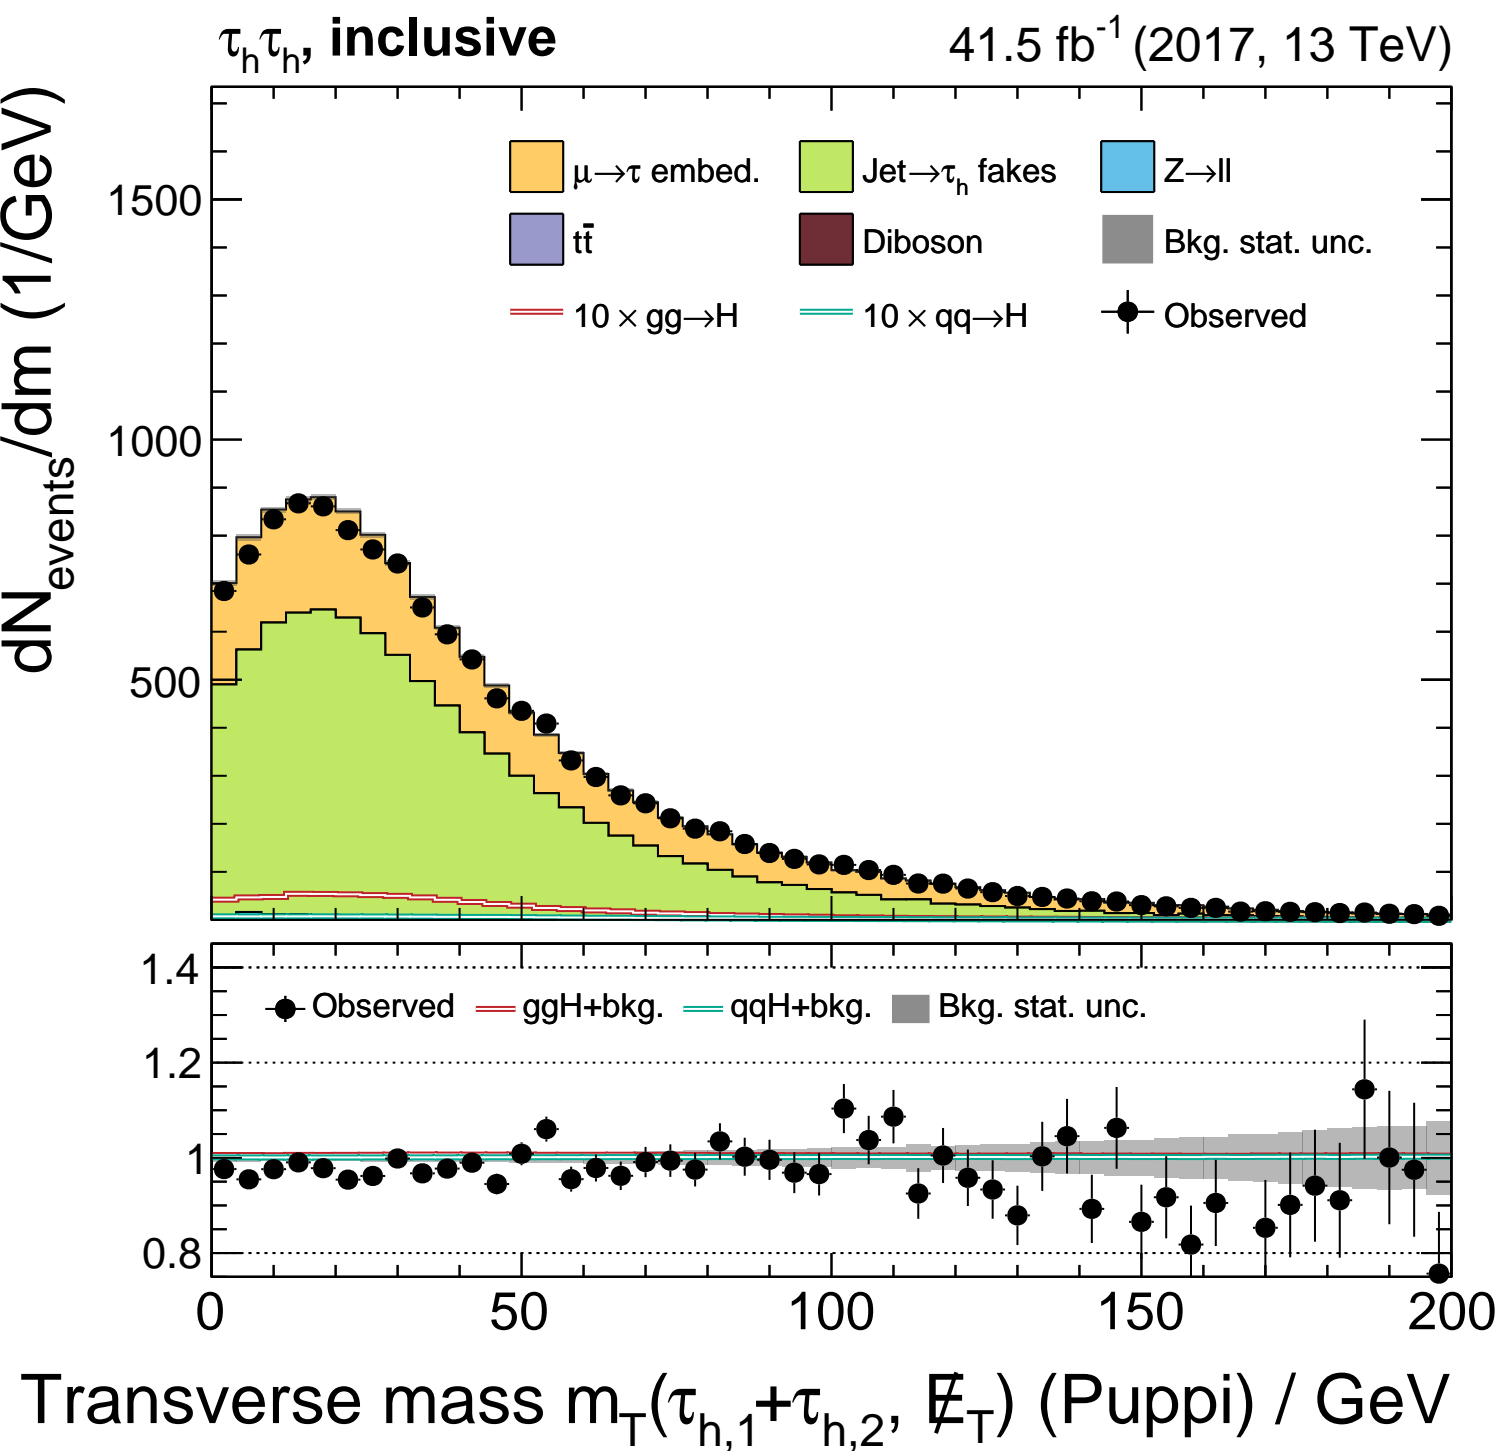 τhτh, inclusive 41.5 fb-1 (2017, 13 TeV)
dNevents/dm (1/GeV)
μ→τ embed. Jet→τh fakes Z→ll
tt̄ Diboson Bkg. stat. unc.
10 × gg→H 10 × qq→H Observed
1500
1000
500
1.4
Observed ggH+bkg. qqH+bkg. Bkg. stat. unc.
1.2
1
0.8
0 50 100 150 200
Transverse mass mT(τh,1+τh,2, E̸T) (Puppi) / GeV